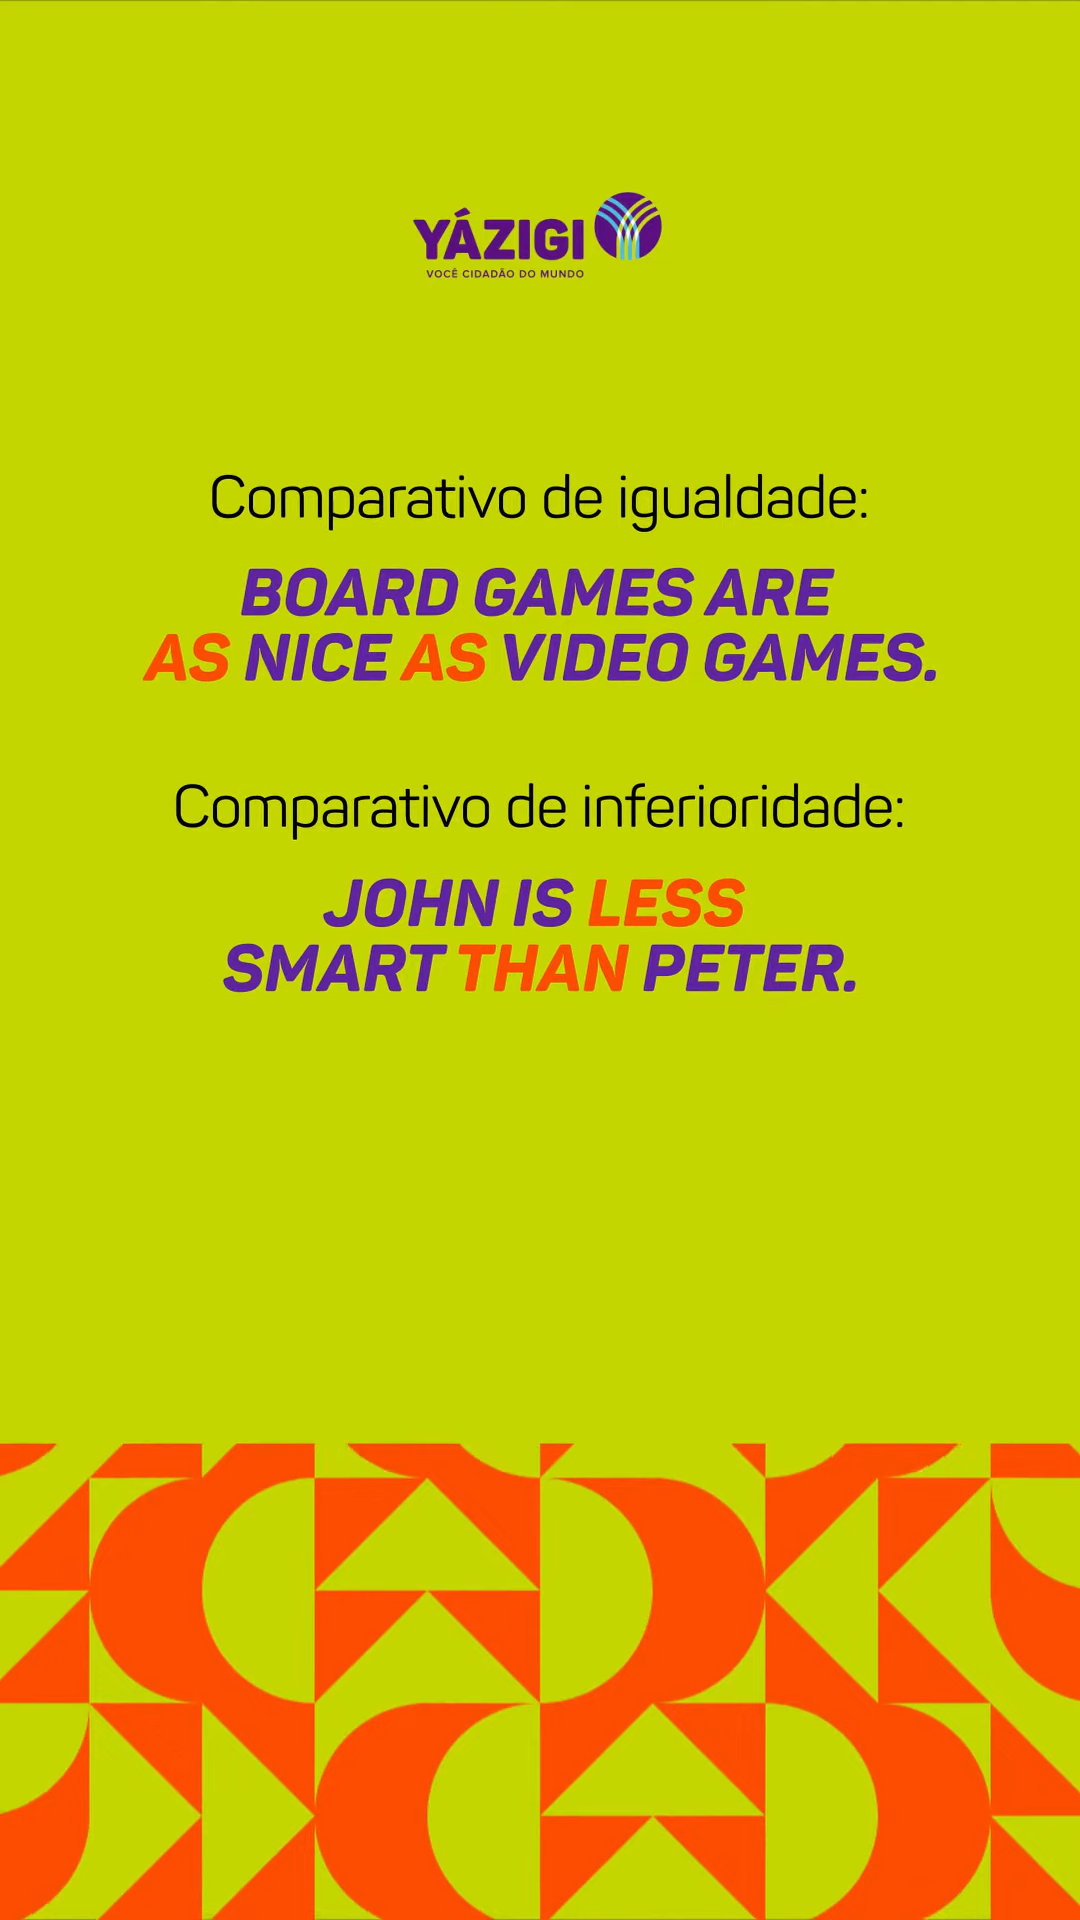 YÁZIGI
VOCÊ CIDADÃO DO MUNDO
Comparativo de igualdade:
BOARD GAMES ARE
AS NICE AS VIDEO GAMES.
Comparativo de inferioridade:
JOHN IS LESS
SMART THAN PETER.